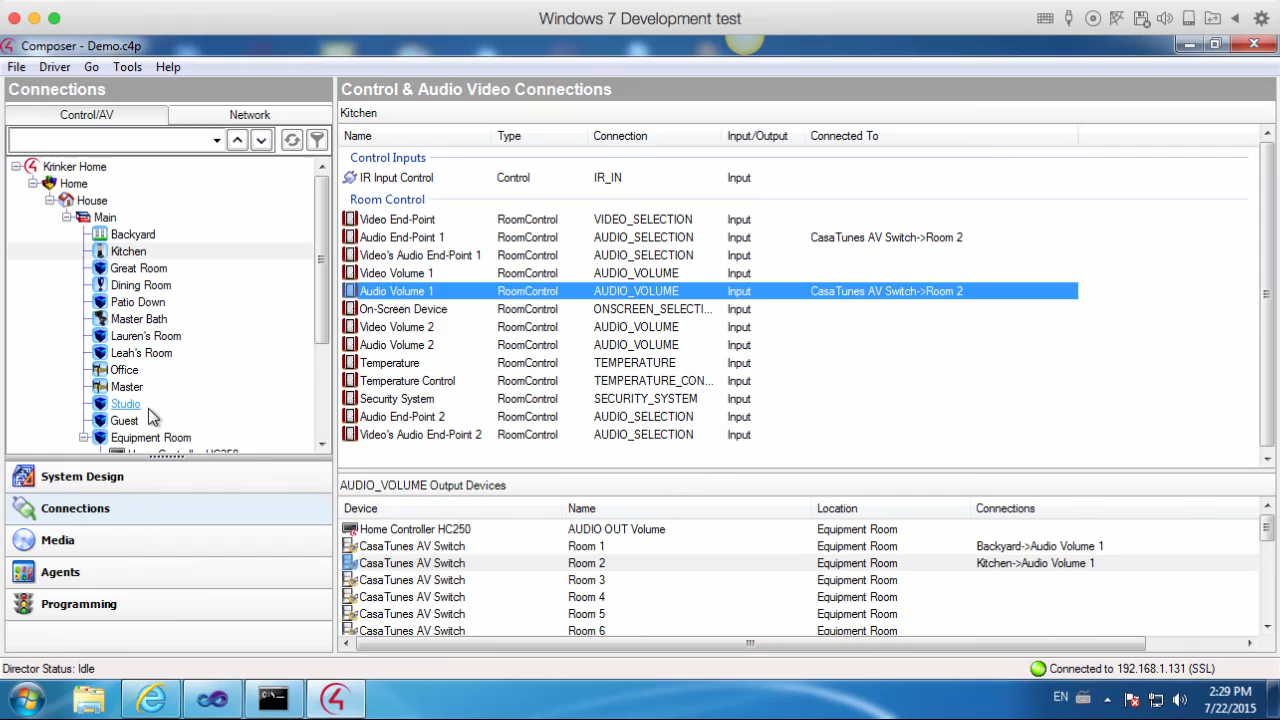 Windows 7 Development test
Composer - Demo.c4p
File Driver Go Tools Help
Connections
Control/AV Network
Krinker Home
Home
House
Main
Backyard
Kitchen
Great Room
Dining Room
Patio Down
Master Bath
Lauren's Room
Leah's Room
Office
Master
Studio
Guest
Equipment Room
Home Controller HC250
System Design
Connections
Media
Agents
Programming
Control & Audio Video Connections
Kitchen
Name Type Connection Input/Output Connected To
Control Inputs
IR Input Control Control IR_IN Input
Room Control
Video End-Point RoomControl VIDEO_SELECTION Input
Audio End-Point 1 RoomControl AUDIO_SELECTION Input CasaTunes AV Switch->Room 2
Video's Audio End-Point 1 RoomControl AUDIO_SELECTION Input
Video Volume 1 RoomControl AUDIO_VOLUME Input
Audio Volume 1 RoomControl AUDIO_VOLUME Input CasaTunes AV Switch->Room 2
On-Screen Device RoomControl ONSCREEN_SELECTI... Input
Video Volume 2 RoomControl AUDIO_VOLUME Input
Audio Volume 2 RoomControl AUDIO_VOLUME Input
Temperature RoomControl TEMPERATURE Input
Temperature Control RoomControl TEMPERATURE_CON... Input
Security System RoomControl SECURITY_SYSTEM Input
Audio End-Point 2 RoomControl AUDIO_SELECTION Input
Video's Audio End-Point 2 RoomControl AUDIO_SELECTION Input
AUDIO_VOLUME Output Devices
Device Name Location Connections
Home Controller HC250 AUDIO OUT Volume Equipment Room
CasaTunes AV Switch Room 1 Equipment Room Backyard->Audio Volume 1
CasaTunes AV Switch Room 2 Equipment Room Kitchen->Audio Volume 1
CasaTunes AV Switch Room 3 Equipment Room
CasaTunes AV Switch Room 4 Equipment Room
CasaTunes AV Switch Room 5 Equipment Room
CasaTunes AV Switch Room 6 Equipment Room
Director Status: Idle
Connected to 192.168.1.131 (SSL)
EN
2:29 PM
7/22/2015